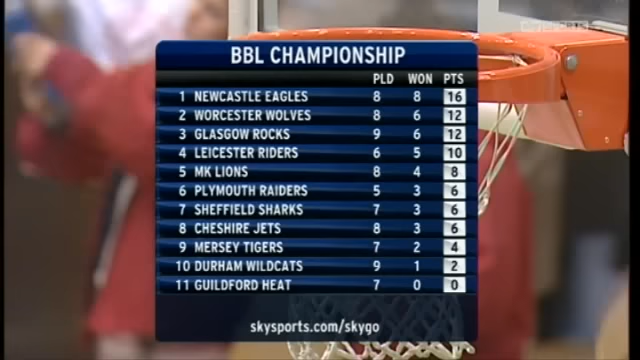 sky sports
BBL CHAMPIONSHIP
PLD WON PTS
1 NEWCASTLE EAGLES 8 8 16
2 WORCESTER WOLVES 8 6 12
3 GLASGOW ROCKS 9 6 12
4 LEICESTER RIDERS 6 5 10
5 MK LIONS 8 4 8
6 PLYMOUTH RAIDERS 5 3 6
7 SHEFFIELD SHARKS 7 3 6
8 CHESHIRE JETS 8 3 6
9 MERSEY TIGERS 7 2 4
10 DURHAM WILDCATS 9 1 2
11 GUILDFORD HEAT 7 0 0
skysports.com/skygo